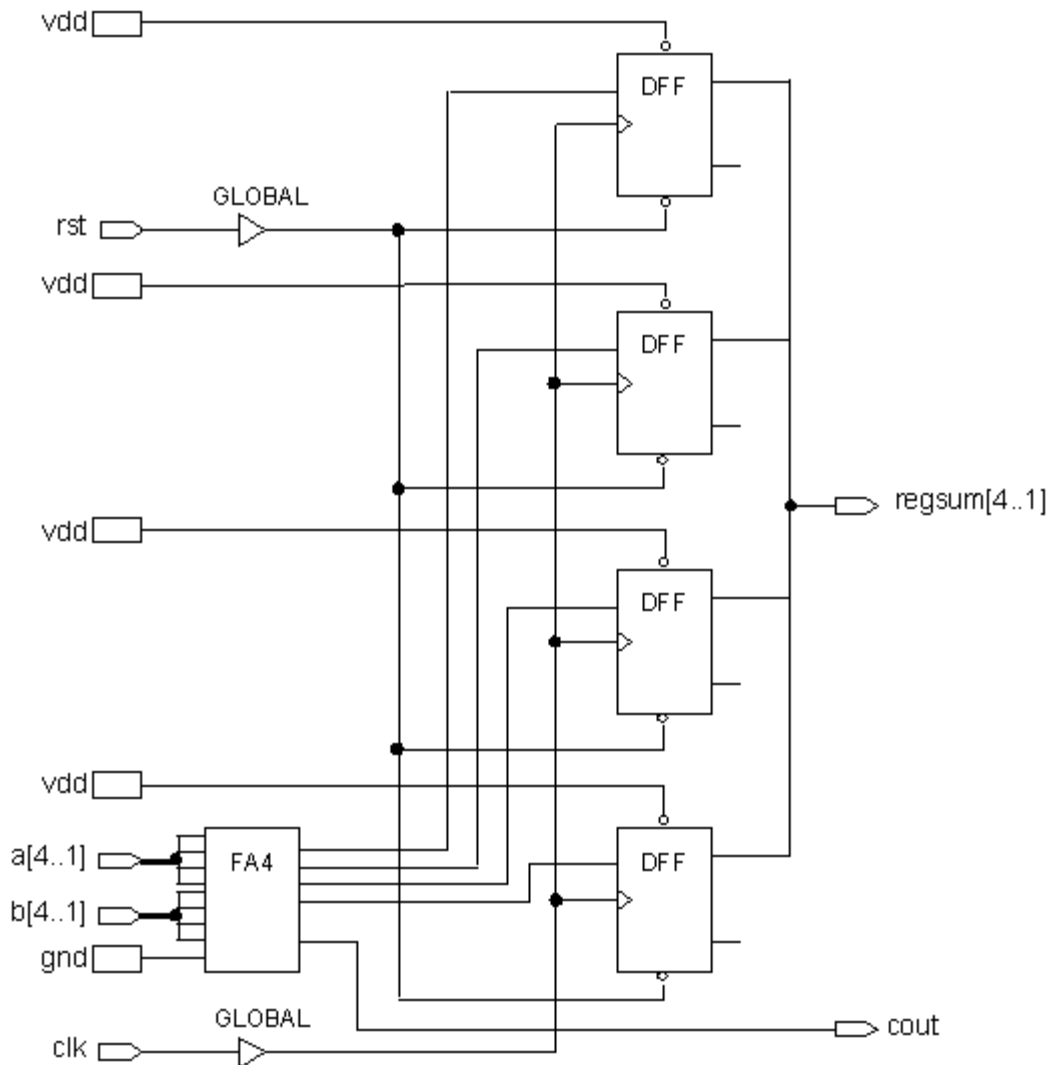 vdd
DFF
GLOBAL
rst
vdd
DFF
regsum[4..1]
vdd
DFF
vdd
a[4..1]
FA4
DFF
b[4..1]
gnd
GLOBAL
cout
clk